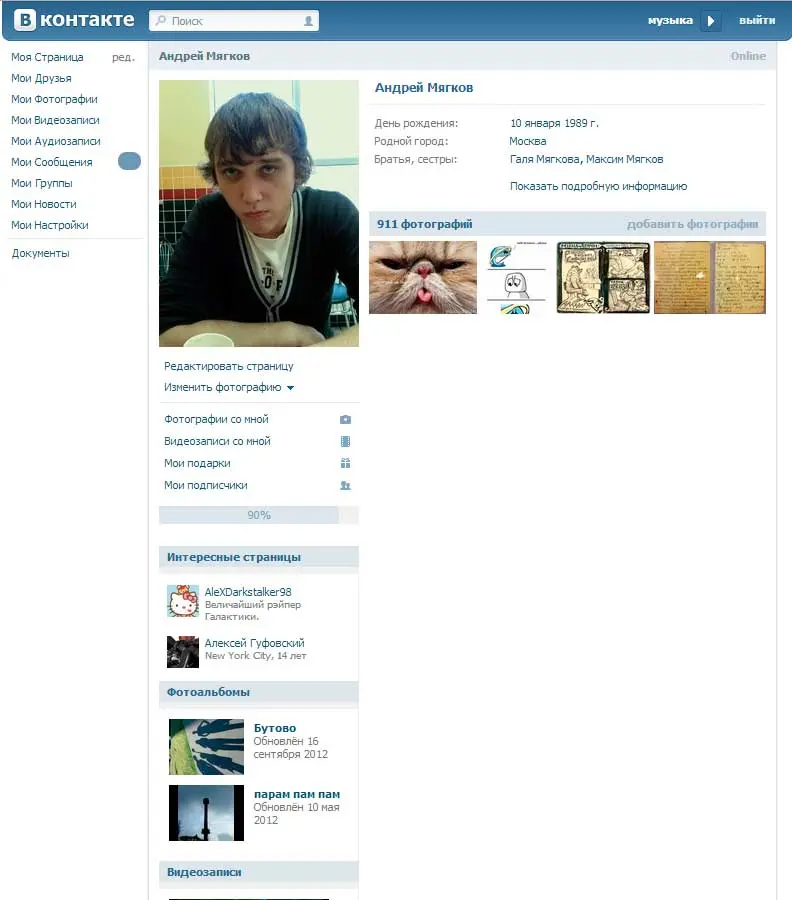 В контакте
Поиск
музыка
выйти
Моя Страница ред.
Мои Друзья
Мои Фотографии
Мои Видеозаписи
Мои Аудиозаписи
Мои Сообщения
Мои Группы
Мои Новости
Мои Настройки
Документы
Андрей Мягков Online
Редактировать страницу
Изменить фотографию
Фотографии со мной
Видеозаписи со мной
Мои подарки
Мои подписчики
90%
Интересные страницы
AleXDarkstalker98
Величайший рэйпер
Галактики.
Алексей Гуфовский
New York City, 14 лет
Фотоальбомы
Бутово
Обновлён 16
сентября 2012
парам пам пам
Обновлён 10 мая
2012
Видеозаписи
Андрей Мягков
День рождения: 10 января 1989 г.
Родной город: Москва
Братья, сестры: Галя Мягкова, Максим Мягков
Показать подробную информацию
911 фотографий добавить фотографии